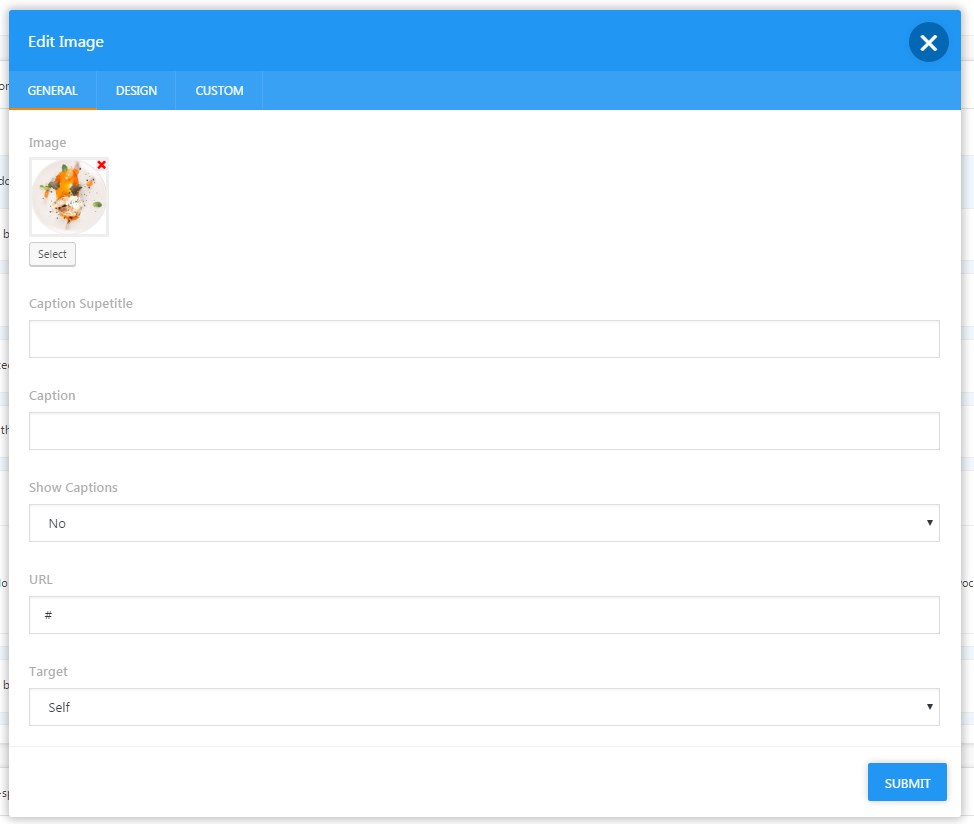 Edit Image
GENERAL DESIGN CUSTOM
Image
Select
Caption Supetitle
Caption
Show Captions
No
URL
#
Target
Self
SUBMIT